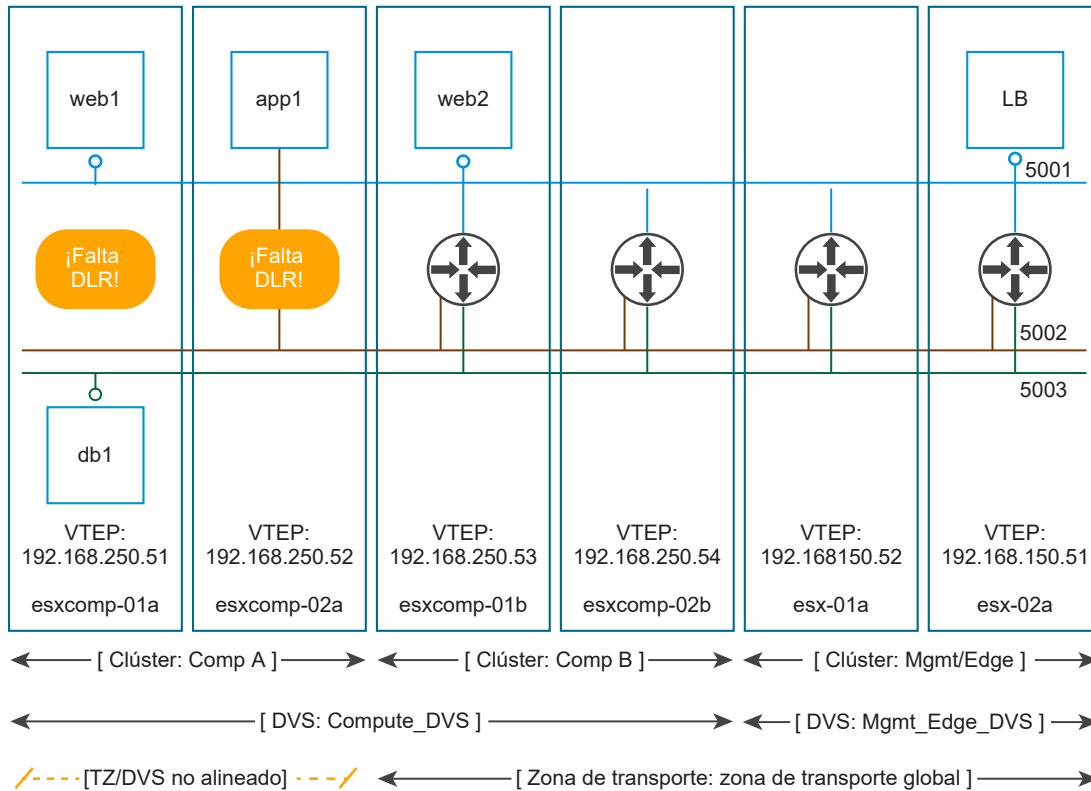 web1
app1
web2
LB
5001
¡Falta
DLR!
¡Falta
DLR!
5002
5003
db1
VTEP:
192.168.250.51
VTEP:
192.168.250.52
VTEP:
192.168.250.53
VTEP:
192.168.250.54
VTEP:
192.168150.52
VTEP:
192.168.150.51
esxcomp-01a
esxcomp-02a
esxcomp-01b
esxcomp-02b
esx-01a
esx-02a
[ Clúster: Comp A ]
[ Clúster: Comp B ]
[ Clúster: Mgmt/Edge ]
[ DVS: Compute_DVS ]
[ DVS: Mgmt_Edge_DVS ]
[TZ/DVS no alineado]
[ Zona de transporte: zona de transporte global ]